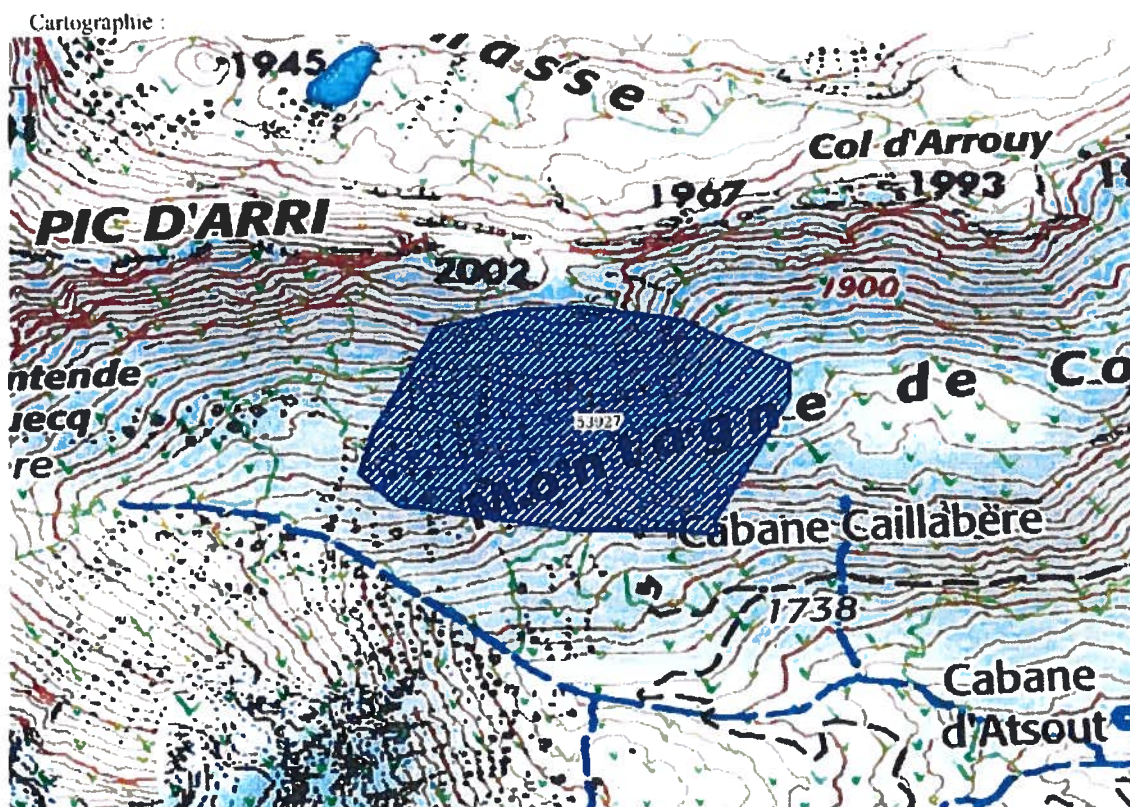 Cartographie :
1945
asse
Col d'Arrouy
1967
1993
19
PIC D'ARRI
2002
1900
ntende
uecq
re
53927
Montagne de Co
Cabane Caillabère
1738
Cabane
d'Atsout